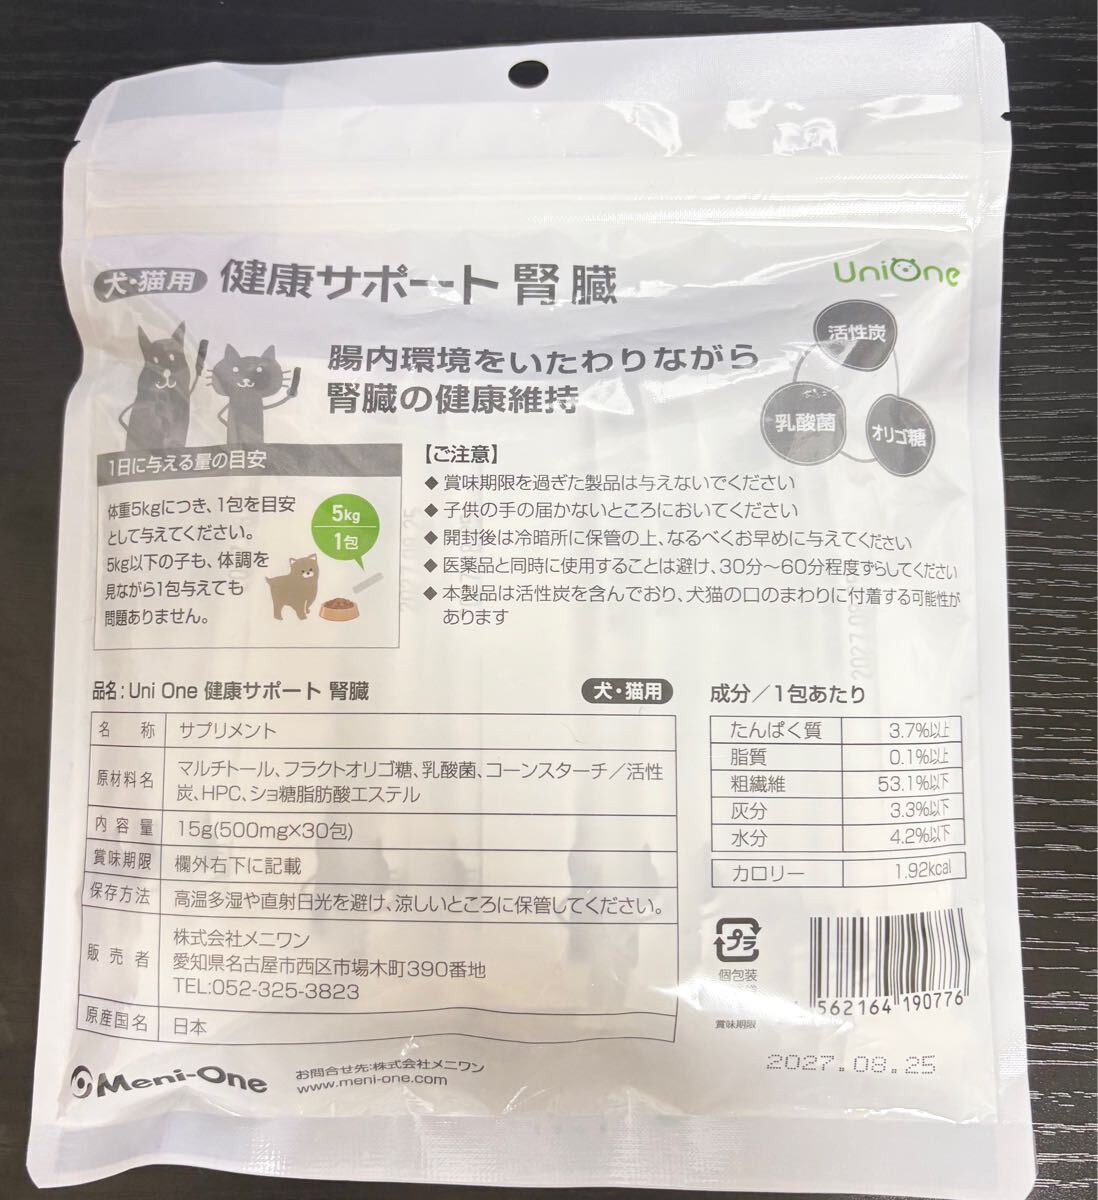 犬・猫用 健康サポート 腎臓
UniOne
腸内環境をいたわりながら
腎臓の健康維持
活性炭
乳酸菌
オリゴ糖
1日に与える量の目安
体重5kgにつき、1包を目安
として与えてください。
5kg以下の子も、体調を
見ながら1包与えても
問題ありません。
5kg
1包
【ご注意】
◆ 賞味期限を過ぎた製品は与えないでください
◆ 子供の手の届かないところにおいてください
◆ 開封後は冷暗所に保管の上、なるべくお早めに与えてください
◆ 医薬品と同時に使用することは避け、30分〜60分程度ずらしてください
◆ 本製品は活性炭を含んでおり、犬猫の口のまわりに付着する可能性が
あります
品名：Uni One 健康サポート 腎臓 犬・猫用
名称 サプリメント
原材料名 マルチトール、フラクトオリゴ糖、乳酸菌、コーンスターチ／活性
炭、HPC、ショ糖脂肪酸エステル
内容量 15g(500mg×30包)
賞味期限 欄外右下に記載
保存方法 高温多湿や直射日光を避け、涼しいところに保管してください。
販売者 株式会社メニワン
愛知県名古屋市西区市場木町390番地
TEL:052-325-3823
原産国名 日本
成分／1包あたり
たんぱく質 3.7%以上
脂質 0.1%以上
粗繊維 53.1%以下
灰分 3.3%以下
水分 4.2%以下
カロリー 1.92kcal
プラ
個包装
562164 190776
賞味期限
2027.08.25
Meni-One
お問合せ先：株式会社メニワン
www.meni-one.com